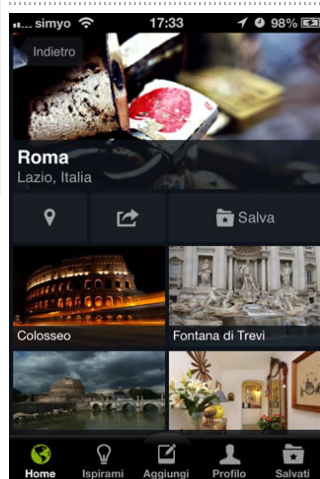 simyo 17:33 98%
Indietro
Roma
Lazio, Italia
Salva
Colosseo
Fontana di Trevi
Home Ispirami Aggiungi Profilo Salvati